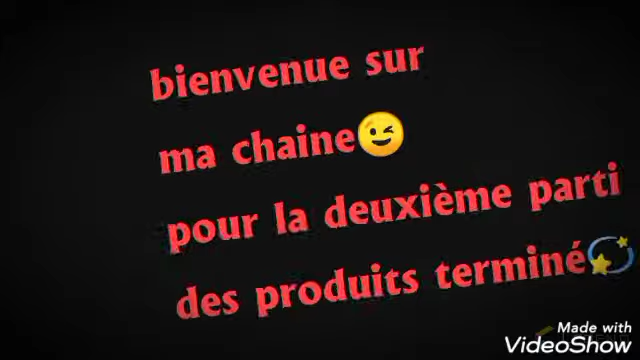 bienvenue sur
ma chaine😉
pour la deuxième parti
des produits terminé💫
Made with
VideoShow